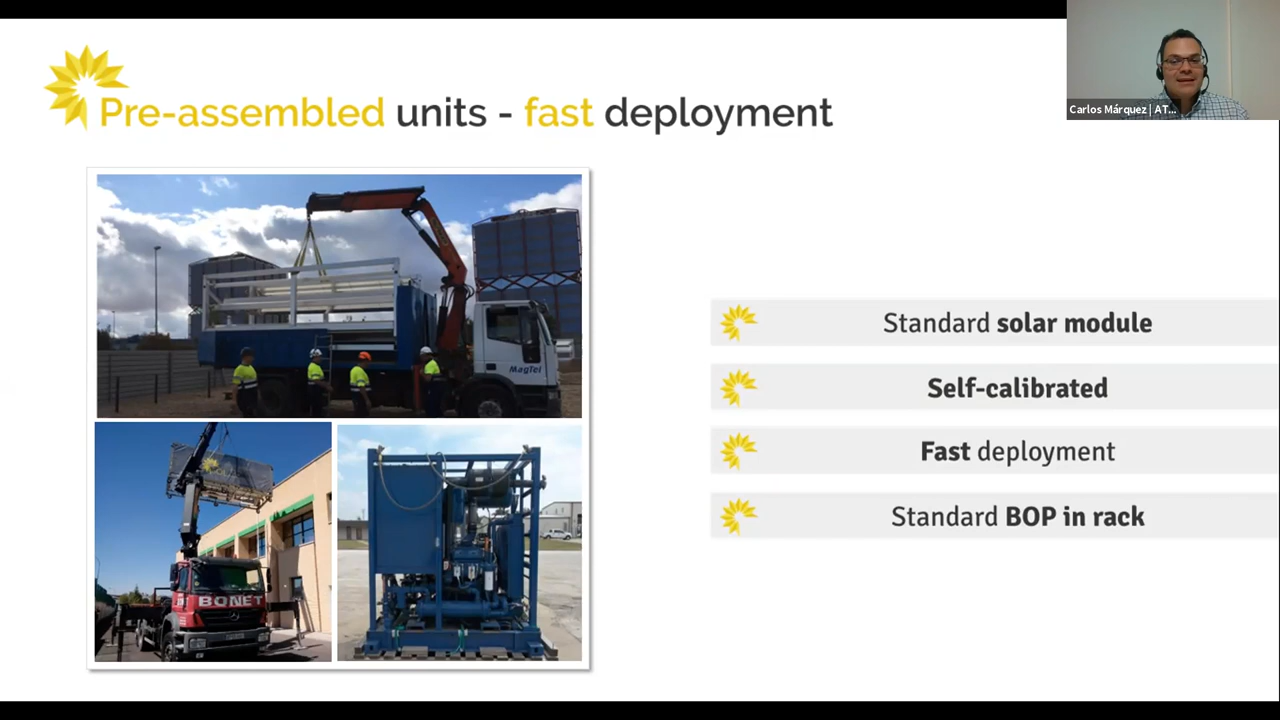 Pre-assembled units - fast deployment
Carlos Márquez | AT...
MagTel
BONET
Standard solar module
Self-calibrated
Fast deployment
Standard BOP in rack